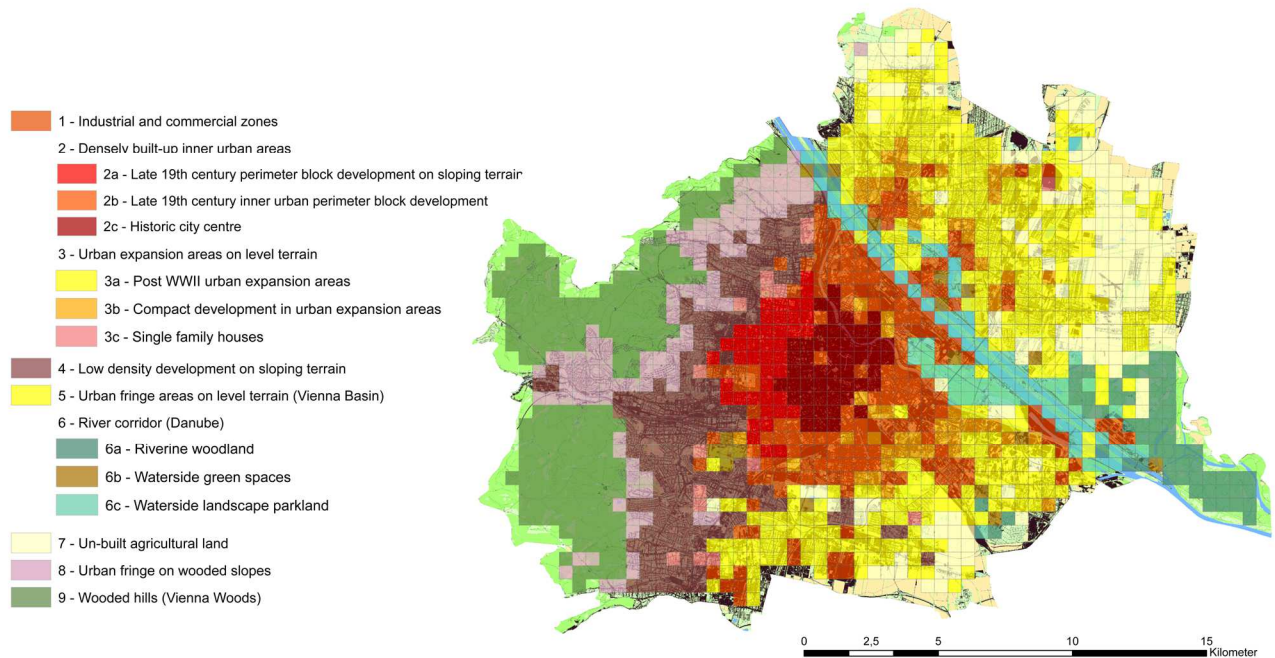 1 - Industrial and commercial zones
2 - Densely built-up inner urban areas
2a - Late 19th century perimeter block development on sloping terrain
2b - Late 19th century inner urban perimeter block development
2c - Historic city centre
3 - Urban expansion areas on level terrain
3a - Post WWII urban expansion areas
3b - Compact development in urban expansion areas
3c - Single family houses
4 - Low density development on sloping terrain
5 - Urban fringe areas on level terrain (Vienna Basin)
6 - River corridor (Danube)
6a - Riverine woodland
6b - Waterside green spaces
6c - Waterside landscape parkland
7 - Un-built agricultural land
8 - Urban fringe on wooded slopes
9 - Wooded hills (Vienna Woods)
0 2,5 5 10 15
Kilometer